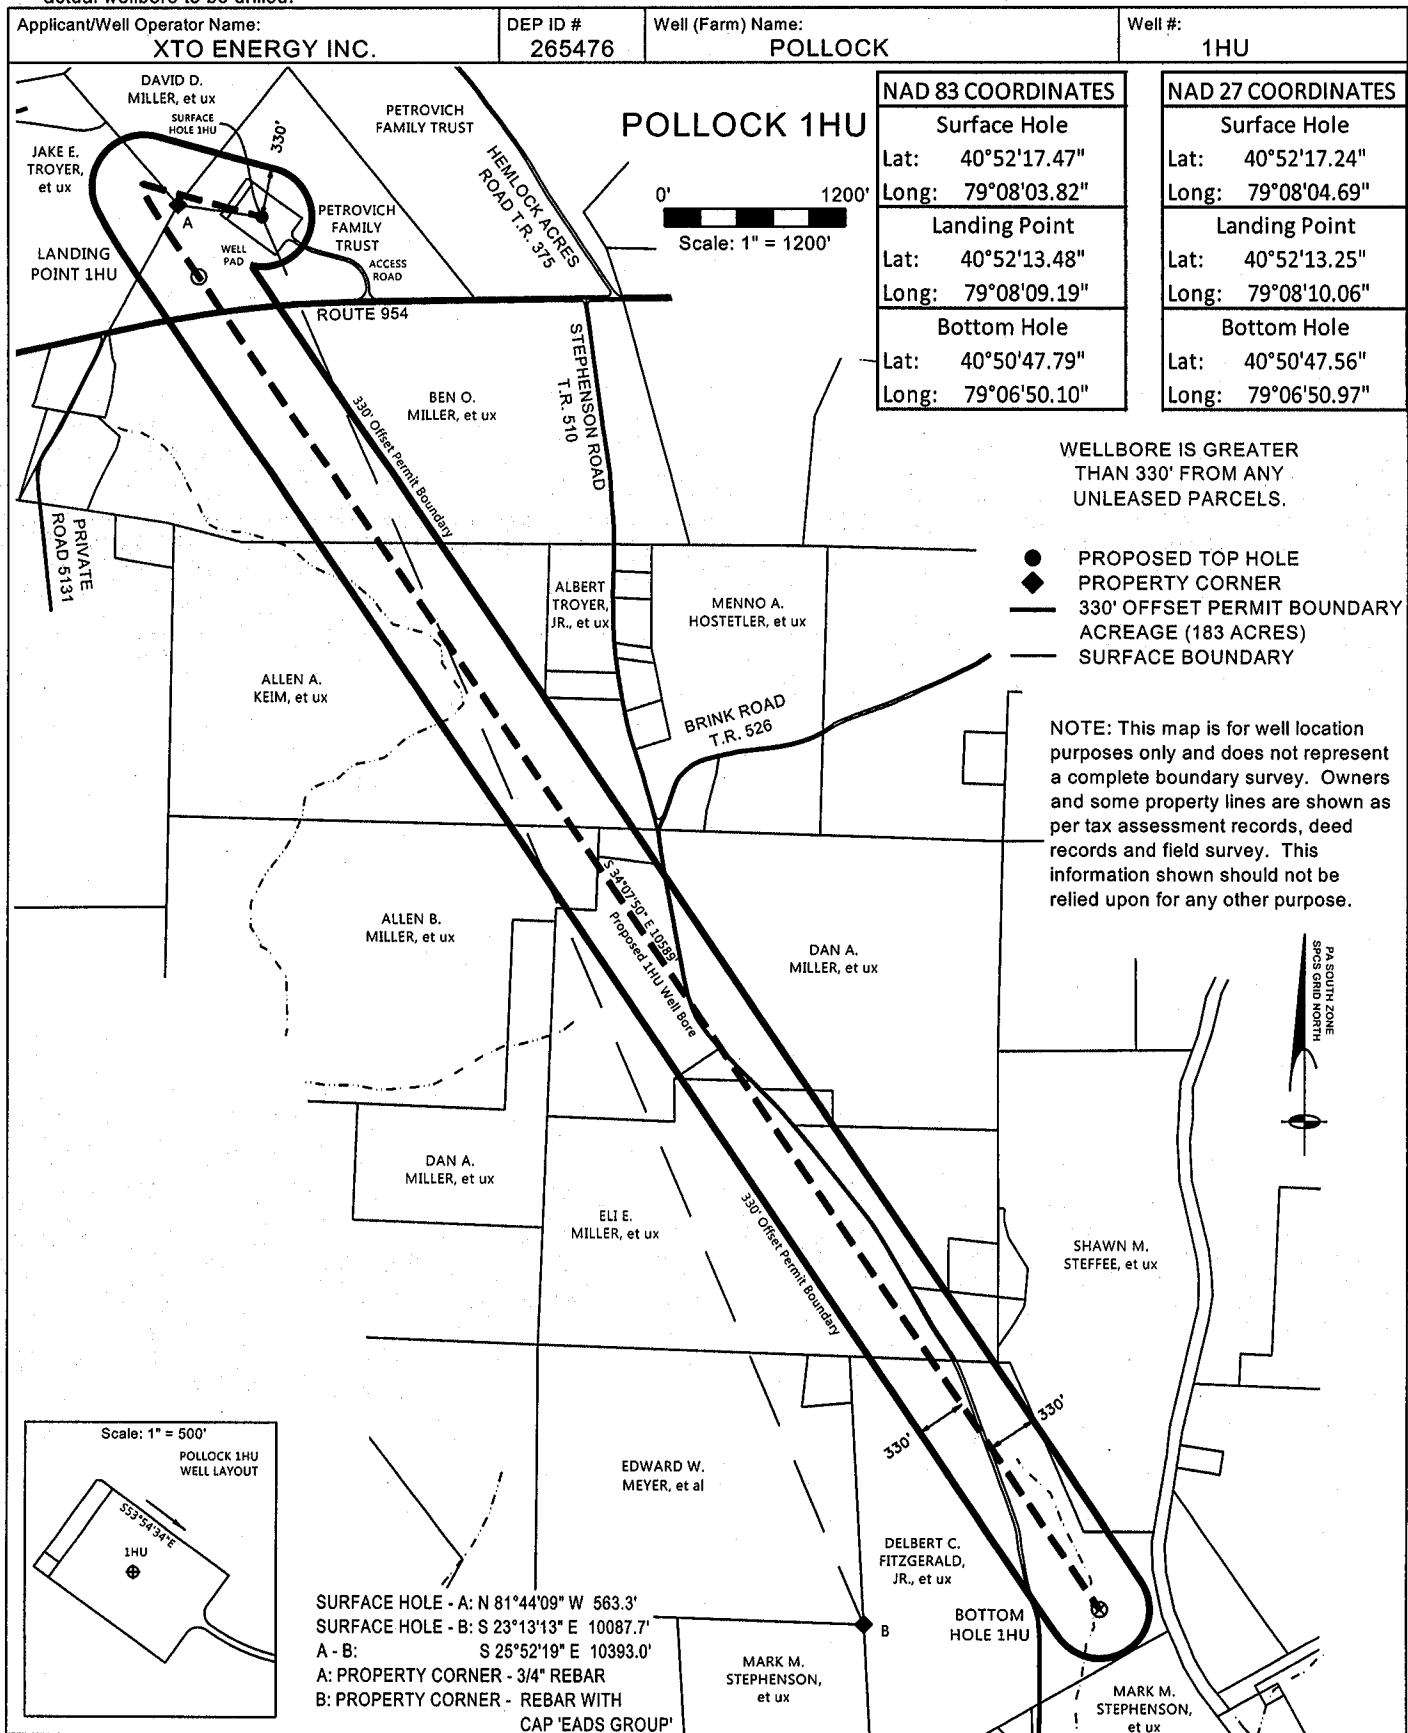 actual wellbore to be drilled.
Applicant/Well Operator Name:
XTO ENERGY INC.
DEP ID #
265476
Well (Farm) Name:
POLLOCK
Well #:
1HU
DAVID D.
MILLER, et ux
SURFACE
HOLE 1HU
330'
PETROVICH
FAMILY TRUST
JAKE E.
TROYER,
et ux
A
WELL
PAD
PETROVICH
FAMILY
TRUST
ACCESS
ROAD
LANDING
POINT 1HU
HEMLOCK ACRES
ROAD T.R. 375
POLLOCK 1HU
0' 1200'
Scale: 1" = 1200'
NAD 83 COORDINATES
Surface Hole
Lat: 40°52'17.47"
Long: 79°08'03.82"
Landing Point
Lat: 40°52'13.48"
Long: 79°08'09.19"
Bottom Hole
Lat: 40°50'47.79"
Long: 79°06'50.10"
NAD 27 COORDINATES
Surface Hole
Lat: 40°52'17.24"
Long: 79°08'04.69"
Landing Point
Lat: 40°52'13.25"
Long: 79°08'10.06"
Bottom Hole
Lat: 40°50'47.56"
Long: 79°06'50.97"
ROUTE 954
STEPHENSON ROAD
T.R. 510
BEN O.
MILLER, et ux
330' Offset Permit Boundary
PRIVATE
ROAD 5131
WELLBORE IS GREATER
THAN 330' FROM ANY
UNLEASED PARCELS.
PROPOSED TOP HOLE
PROPERTY CORNER
330' OFFSET PERMIT BOUNDARY
ACREAGE (183 ACRES)
SURFACE BOUNDARY
ALBERT
TROYER,
JR., et ux
MENNO A.
HOSTETLER, et ux
ALLEN A.
KEIM, et ux
BRINK ROAD
T.R. 526
NOTE: This map is for well location
purposes only and does not represent
a complete boundary survey. Owners
and some property lines are shown as
per tax assessment records, deed
records and field survey. This
information shown should not be
relied upon for any other purpose.
S 34°07'50" E 10589'
Proposed 1HU Well Bore
ALLEN B.
MILLER, et ux
DAN A.
MILLER, et ux
PA SOUTH ZONE
SPCS GRID NORTH
DAN A.
MILLER, et ux
ELI E.
MILLER, et ux
330' Offset Permit Boundary
SHAWN M.
STEFFEE, et ux
330'
330'
Scale: 1" = 500'
POLLOCK 1HU
WELL LAYOUT
S53°54'34"E
1HU
EDWARD W.
MEYER, et al
DELBERT C.
FITZGERALD,
JR., et ux
BOTTOM
HOLE 1HU
B
SURFACE HOLE - A: N 81°44'09" W 563.3'
SURFACE HOLE - B: S 23°13'13" E 10087.7'
A - B: S 25°52'19" E 10393.0'
A: PROPERTY CORNER - 3/4" REBAR
B: PROPERTY CORNER - REBAR WITH
CAP 'EADS GROUP'
MARK M.
STEPHENSON,
et ux
MARK M.
STEPHENSON,
et ux